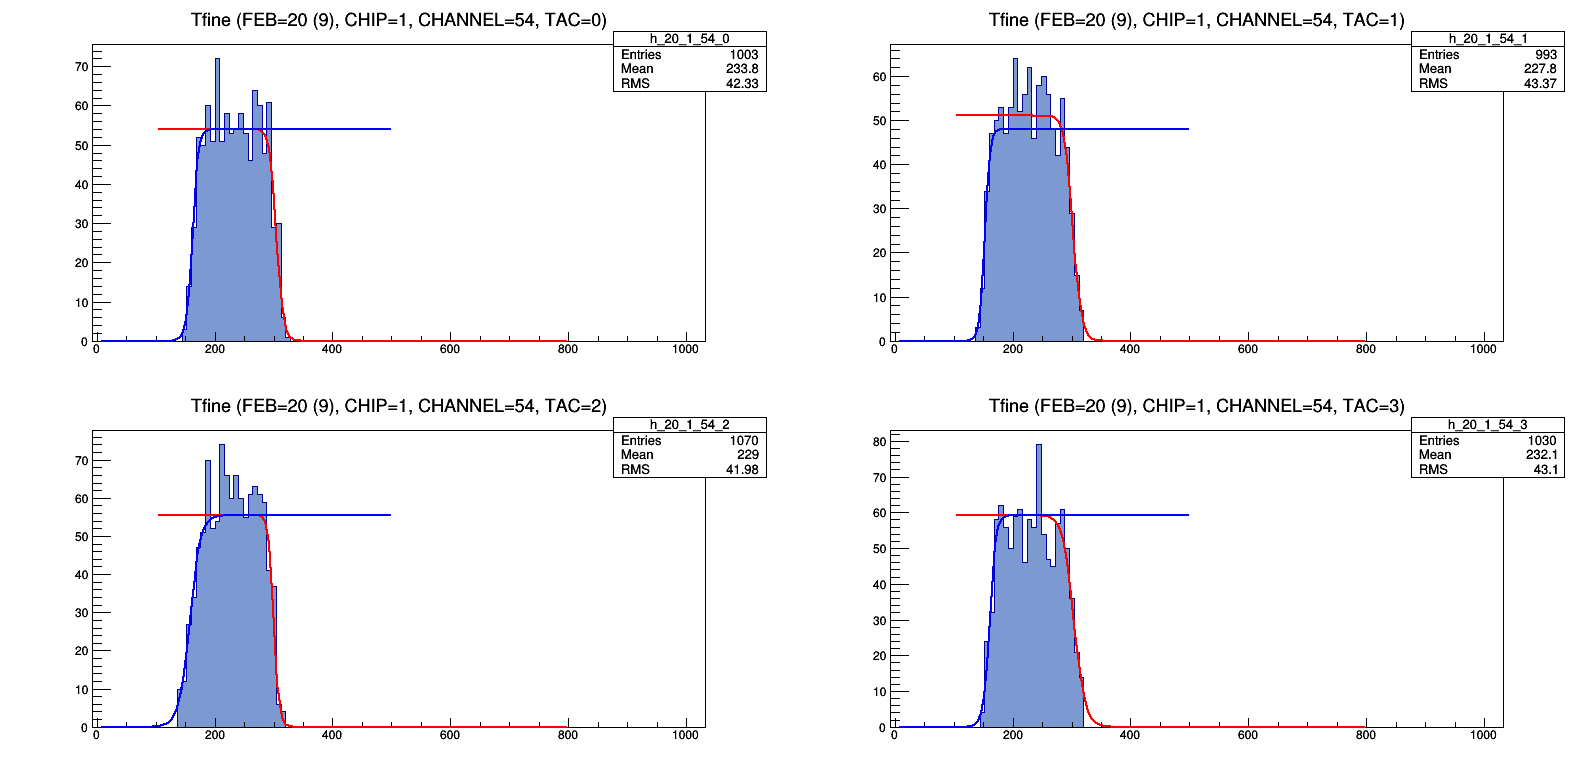 Tfine (FEB=20 (9), CHIP=1, CHANNEL=54, TAC=0)
h_20_1_54_0
Entries 1003
Mean 233.8
RMS 42.33
70
60
50
40
30
20
10
0
0 200 400 600 800 1000
Tfine (FEB=20 (9), CHIP=1, CHANNEL=54, TAC=1)
h_20_1_54_1
Entries 993
Mean 227.8
RMS 43.37
60
50
40
30
20
10
0
0 200 400 600 800 1000
Tfine (FEB=20 (9), CHIP=1, CHANNEL=54, TAC=2)
h_20_1_54_2
Entries 1070
Mean 229
RMS 41.98
70
60
50
40
30
20
10
0
0 200 400 600 800 1000
Tfine (FEB=20 (9), CHIP=1, CHANNEL=54, TAC=3)
h_20_1_54_3
Entries 1030
Mean 232.1
RMS 43.1
80
70
60
50
40
30
20
10
0
0 200 400 600 800 1000